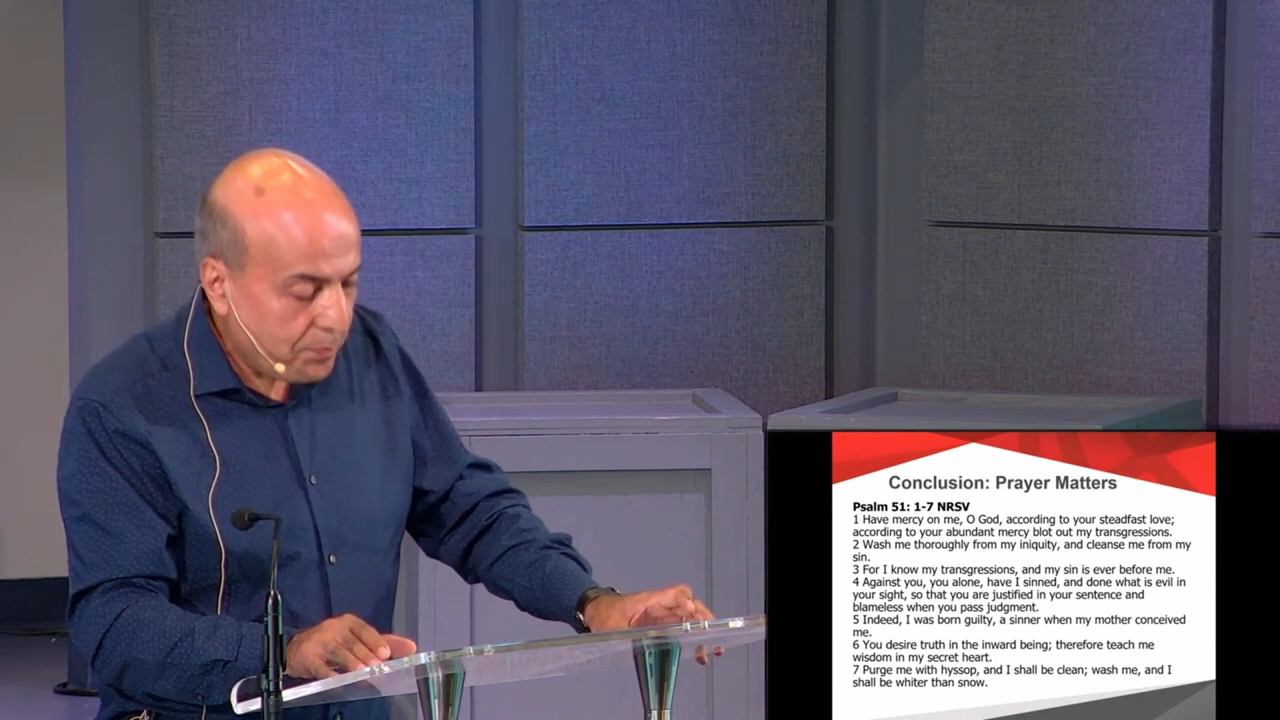 Conclusion: Prayer Matters
Psalm 51: 1-7 NRSV
1 Have mercy on me, O God, according to your steadfast love;
according to your abundant mercy blot out my transgressions.
2 Wash me thoroughly from my iniquity, and cleanse me from my
sin.
3 For I know my transgressions, and my sin is ever before me.
4 Against you, you alone, have I sinned, and done what is evil in
your sight, so that you are justified in your sentence and
blameless when you pass judgment.
5 Indeed, I was born guilty, a sinner when my mother conceived
me.
6 You desire truth in the inward being; therefore teach me
wisdom in my secret heart.
7 Purge me with hyssop, and I shall be clean; wash me, and I
shall be whiter than snow.